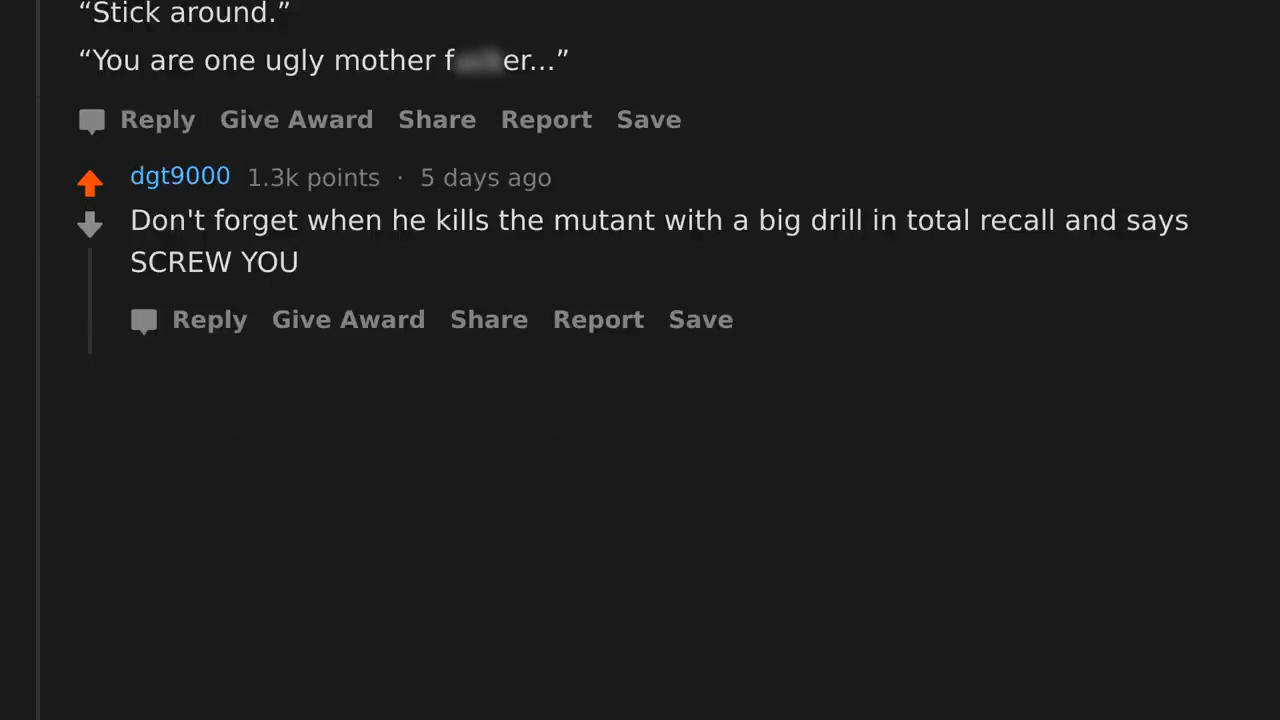 “Stick around.”
“You are one ugly mother f er...”
Reply Give Award Share Report Save
dgt9000 1.3k points · 5 days ago
Don't forget when he kills the mutant with a big drill in total recall and says
SCREW YOU
Reply Give Award Share Report Save